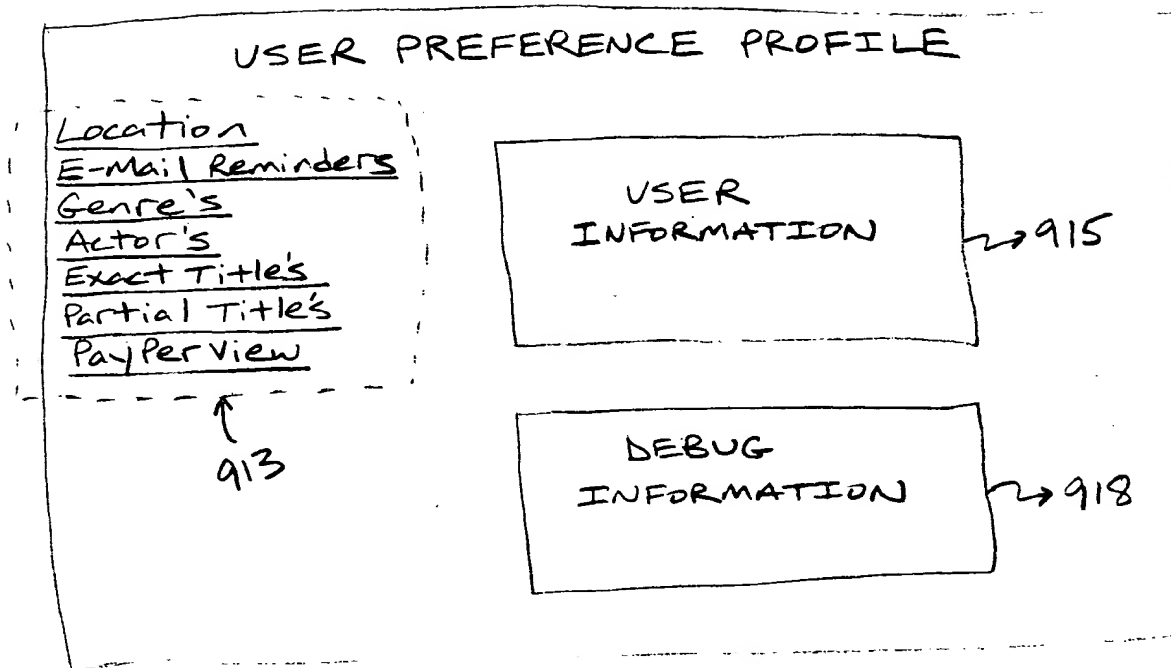 USER PREFERENCE PROFILE
Location
E-Mail Reminders
Genre's
Actor's
Exact Title's
Partial Title's
PayPerView
913
USER
INFORMATION
915
DEBUG
INFORMATION
918